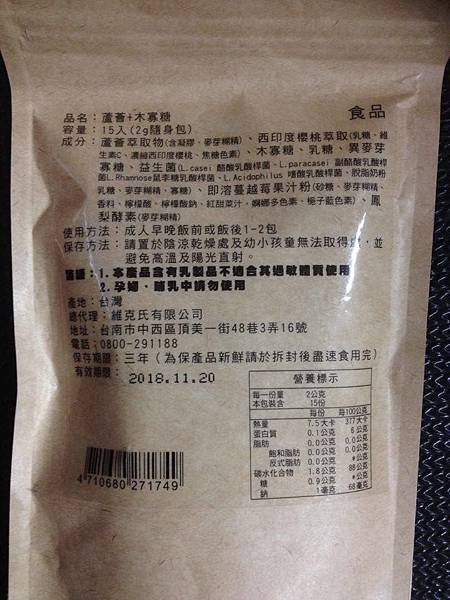 食品
品名：蘆薈+木寡糖
容量：15入(2g隨身包)
成分：蘆薈萃取物(含凝膠、麥芽糊精)、西印度櫻桃萃取(乳糖、維
生素C、濃縮西印度櫻桃、焦糖色素)、木寡糖、乳糖、異麥芽
寡糖、益生菌(L.casei 酪酸乳酸桿菌、L.paracasei 副酪酸乳酸桿
菌L.Rhamnose鼠李糖乳酸桿菌、L.Acidophilus 嗜酸乳酸桿菌、脫脂奶粉
乳糖、麥芽糊精、寡糖)、即溶蔓越莓果汁粉(砂糖、麥芽糊精、
香料、檸檬酸、檸檬酸鈉、紅甜菜汁、婀娜多色素、梔子藍色素)、鳳
梨酵素(麥芽糊精)
使用方法：成人早晚飯前或飯後1-2包
保存方法：請置於陰涼乾燥處及幼小孩童無法取得處，並
避免高溫及陽光直射。
警語：1.本產品含有乳製品不適合其過敏體質使用
2.孕婦、哺乳中請勿使用
產地：台灣
總代理：維克氏有限公司
地址：台南市中西區頂美一街48巷3弄16號
電話：0800-291188
保存期限：三年（為保產品新鮮請於拆封後盡速食用完）
有效期限：2018.11.20
營養標示
每一份量 2公克
本包裝含 15份
每份 每100公克
熱量 7.5大卡 377大卡
蛋白質 0.1公克 6公克
脂肪 0.0公克 0.0公克
飽和脂肪 0.0公克 0.0公克
反式脂肪 0.0公克 *公克
碳水化合物 1.8公克 88公克
糖 0.9公克 *公克
鈉 1毫克 68毫克
4710680271749